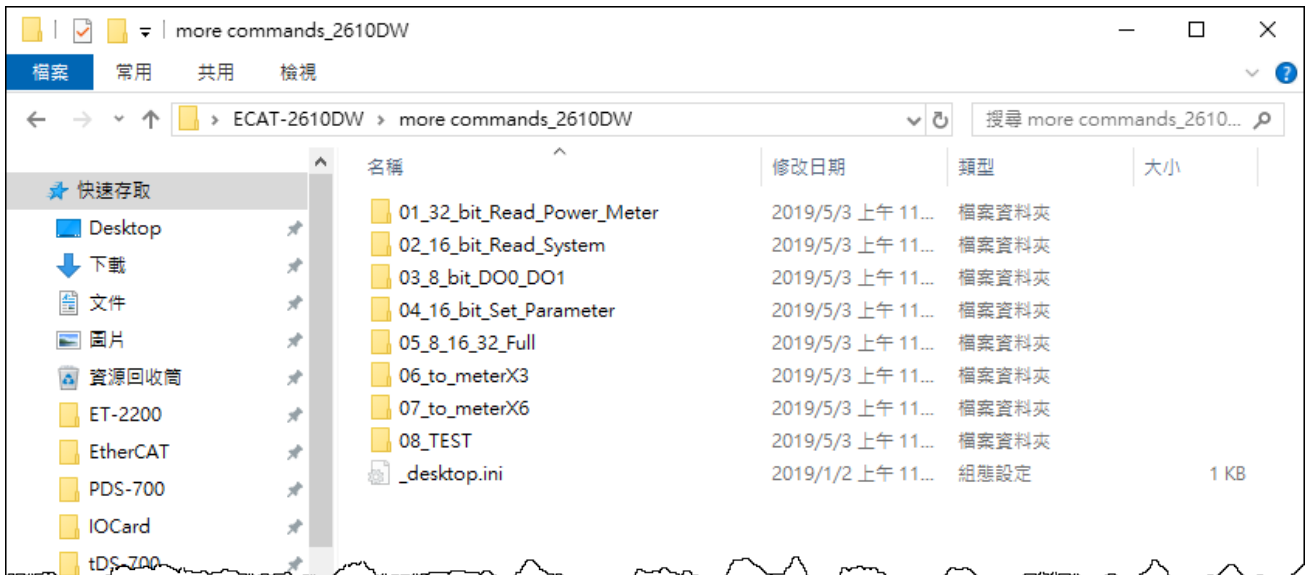 more commands_2610DW
檔案 常用 共用 檢視
ECAT-2610DW > more commands_2610DW 搜尋 more commands_2610...
名稱 修改日期 類型 大小
快速存取
Desktop
下載
文件
圖片
資源回收筒
ET-2200
EtherCAT
PDS-700
IOCard
tDS-700
01_32_bit_Read_Power_Meter 2019/5/3 上午 11... 檔案資料夾
02_16_bit_Read_System 2019/5/3 上午 11... 檔案資料夾
03_8_bit_DO0_DO1 2019/5/3 上午 11... 檔案資料夾
04_16_bit_Set_Parameter 2019/5/3 上午 11... 檔案資料夾
05_8_16_32_Full 2019/5/3 上午 11... 檔案資料夾
06_to_meterX3 2019/5/3 上午 11... 檔案資料夾
07_to_meterX6 2019/5/3 上午 11... 檔案資料夾
08_TEST 2019/5/3 上午 11... 檔案資料夾
_desktop.ini 2019/1/2 上午 11... 組態設定 1 KB